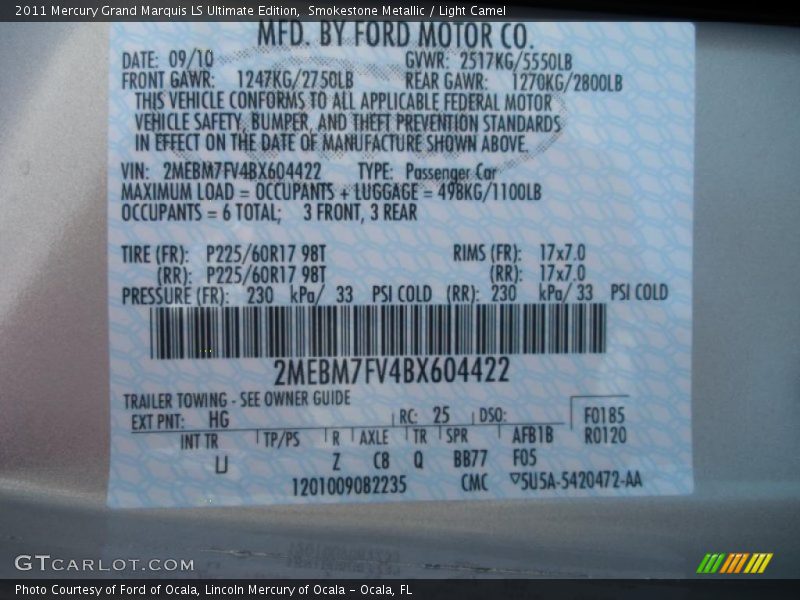 2011 Mercury Grand Marquis LS Ultimate Edition, Smokestone Metallic / Light Camel
MFD. BY FORD MOTOR CO.
DATE: 09/10 GVWR: 2517KG/5550LB
FRONT GAWR: 1247KG/2750LB REAR GAWR: 1270KG/2800LB
THIS VEHICLE CONFORMS TO ALL APPLICABLE FEDERAL MOTOR
VEHICLE SAFETY, BUMPER, AND THEFT PREVENTION STANDARDS
IN EFFECT ON THE DATE OF MANUFACTURE SHOWN ABOVE.
VIN: 2MEBM7FV4BX604422 TYPE: Passenger Car
MAXIMUM LOAD = OCCUPANTS + LUGGAGE = 498KG/1100LB
OCCUPANTS = 6 TOTAL; 3 FRONT, 3 REAR
TIRE (FR): P225/60R17 98T RIMS (FR): 17x7.0
(RR): P225/60R17 98T (RR): 17x7.0
PRESSURE (FR): 230 kPa/ 33 PSI COLD (RR): 230 kPa/ 33 PSI COLD
2MEBM7FV4BX604422
TRAILER TOWING - SEE OWNER GUIDE
EXT PNT: HG RC: 25 DSO: F0185
INT TR TP/PS R AXLE TR SPR AFB1B R0120
Z C8 Q BB77 F05
1201009082235 CMC 5U5A-5420472-AA
GTCARLOT.COM
Photo Courtesy of Ford of Ocala, Lincoln Mercury of Ocala – Ocala, FL